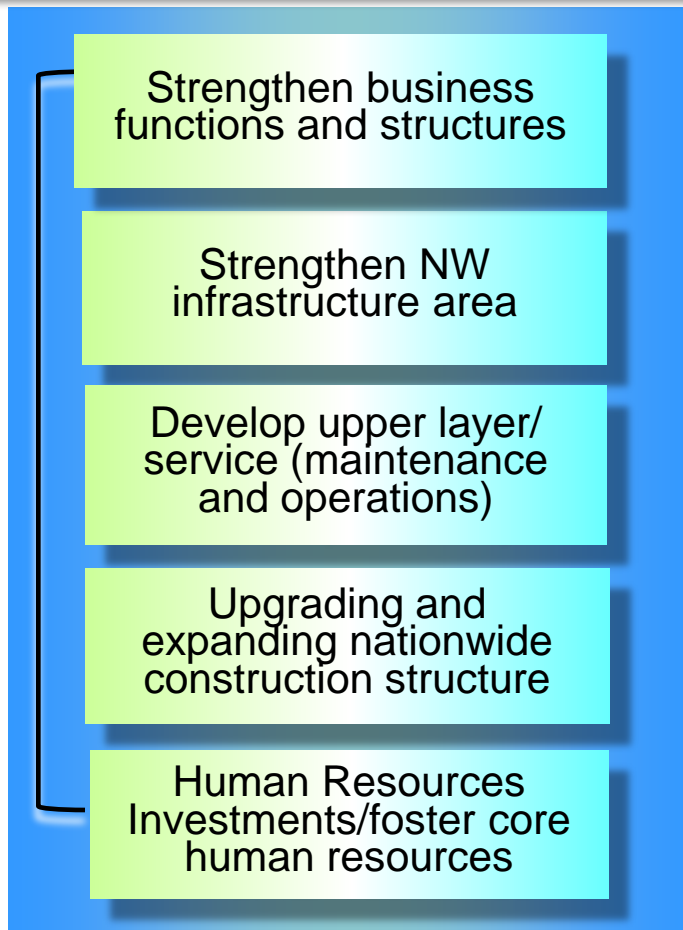 Strengthen business
functions and structures
Strengthen NW
infrastructure area
Develop upper layer/
service (maintenance
and operations)
Upgrading and
expanding nationwide
construction structure
Human Resources
Investments/foster core
human resources